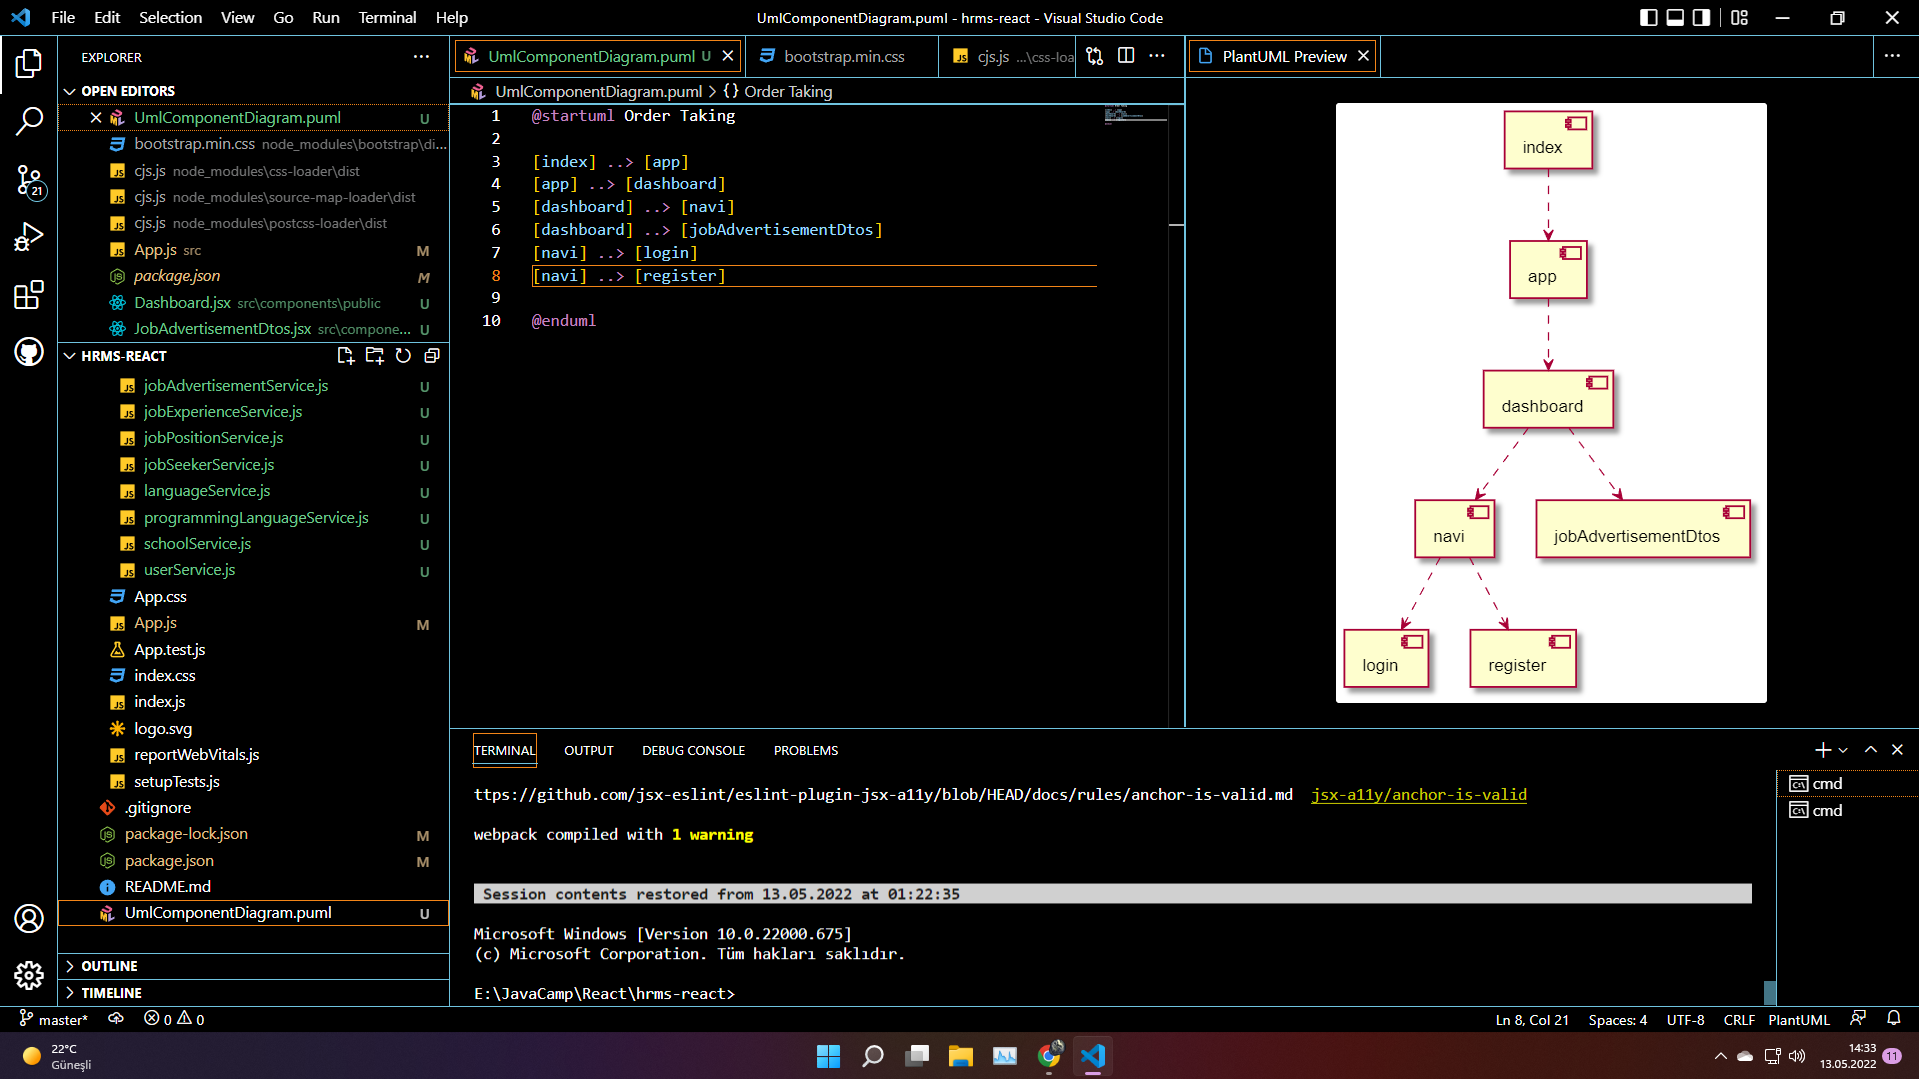 File Edit Selection View Go Run Terminal Help
UmlComponentDiagram.puml - hrms-react - Visual Studio Code
EXPLORER
OPEN EDITORS
UmlComponentDiagram.puml U
bootstrap.min.css node_modules\bootstrap\di...
cjs.js node_modules\css-loader\dist
cjs.js node_modules\source-map-loader\dist
cjs.js node_modules\postcss-loader\dist
App.js src M
package.json M
Dashboard.jsx src\components\public U
JobAdvertisementDtos.jsx src\compone... U
HRMS-REACT
jobAdvertisementService.js U
jobExperienceService.js U
jobPositionService.js U
jobSeekerService.js U
languageService.js U
programmingLanguageService.js U
schoolService.js U
userService.js U
App.css
App.js M
App.test.js
index.css
index.js
logo.svg
reportWebVitals.js
setupTests.js
.gitignore
package-lock.json M
package.json M
README.md
UmlComponentDiagram.puml U
OUTLINE
TIMELINE
21
UmlComponentDiagram.puml U
bootstrap.min.css
cjs.js ...\css-loa
UmlComponentDiagram.puml > {} Order Taking
1 @startuml Order Taking
2
3 [index] ..> [app]
4 [app] ..> [dashboard]
5 [dashboard] ..> [navi]
6 [dashboard] ..> [jobAdvertisementDtos]
7 [navi] ..> [login]
8 [navi] ..> [register]
9
10 @enduml
PlantUML Preview
index
app
dashboard
navi
jobAdvertisementDtos
login
register
TERMINAL OUTPUT DEBUG CONSOLE PROBLEMS
ttps://github.com/jsx-eslint/eslint-plugin-jsx-a11y/blob/HEAD/docs/rules/anchor-is-valid.md jsx-a11y/anchor-is-valid
webpack compiled with 1 warning
Session contents restored from 13.05.2022 at 01:22:35
Microsoft Windows [Version 10.0.22000.675]
(c) Microsoft Corporation. Tüm hakları saklıdır.
E:\JavaCamp\React\hrms-react>
cmd
cmd
master* 0 0
Ln 8, Col 21 Spaces: 4 UTF-8 CRLF PlantUML
22°C
Güneşli
14:33
13.05.2022
11